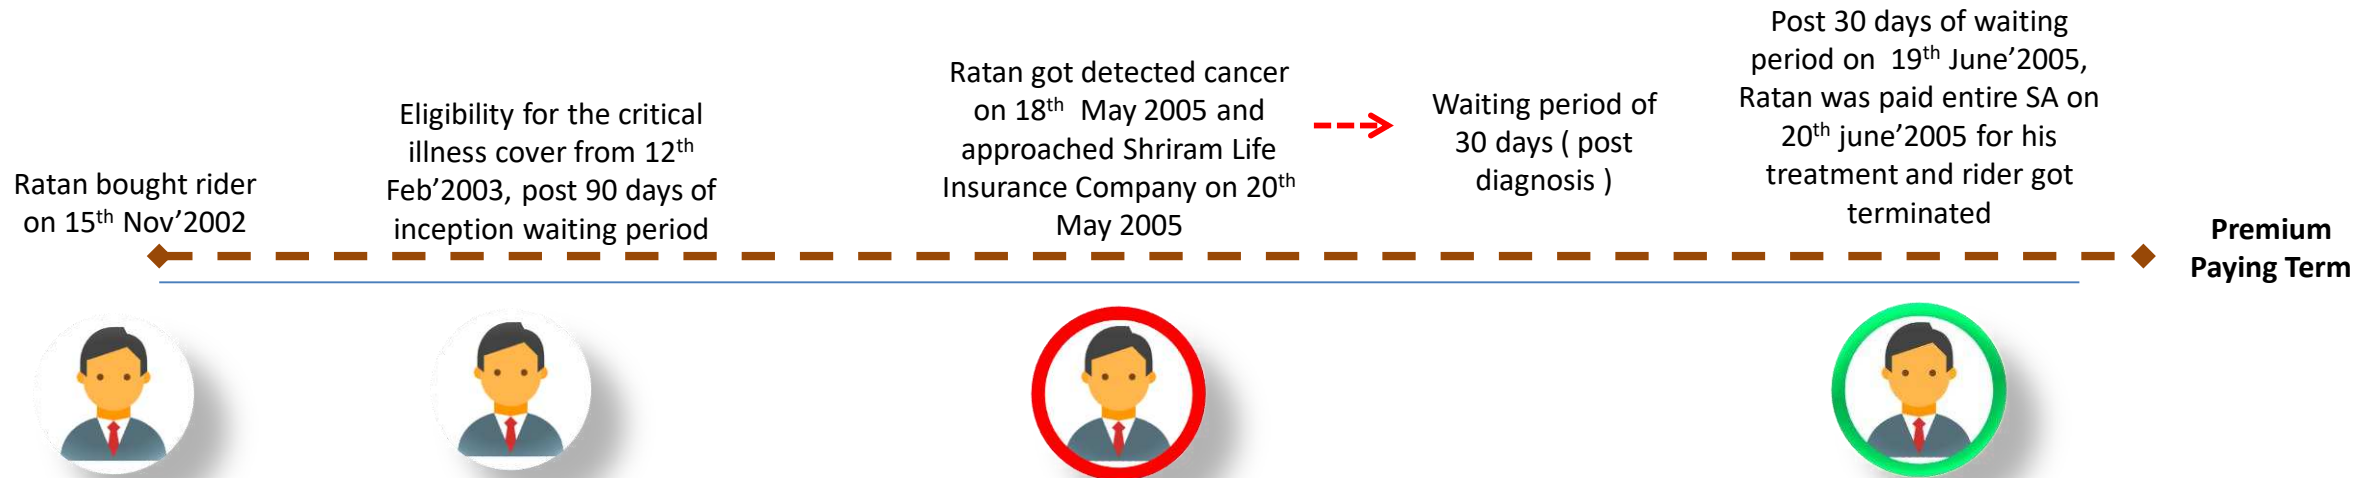 Ratan bought rider
on 15th Nov’2002
Eligibility for the critical
illness cover from 12th
Feb’2003, post 90 days of
inception waiting period
Ratan got detected cancer
on 18th May 2005 and
approached Shriram Life
Insurance Company on 20th
May 2005
Waiting period of
30 days ( post
diagnosis )
Post 30 days of waiting
period on 19th June’2005,
Ratan was paid entire SA on
20th june’2005 for his
treatment and rider got
terminated
Premium
Paying Term